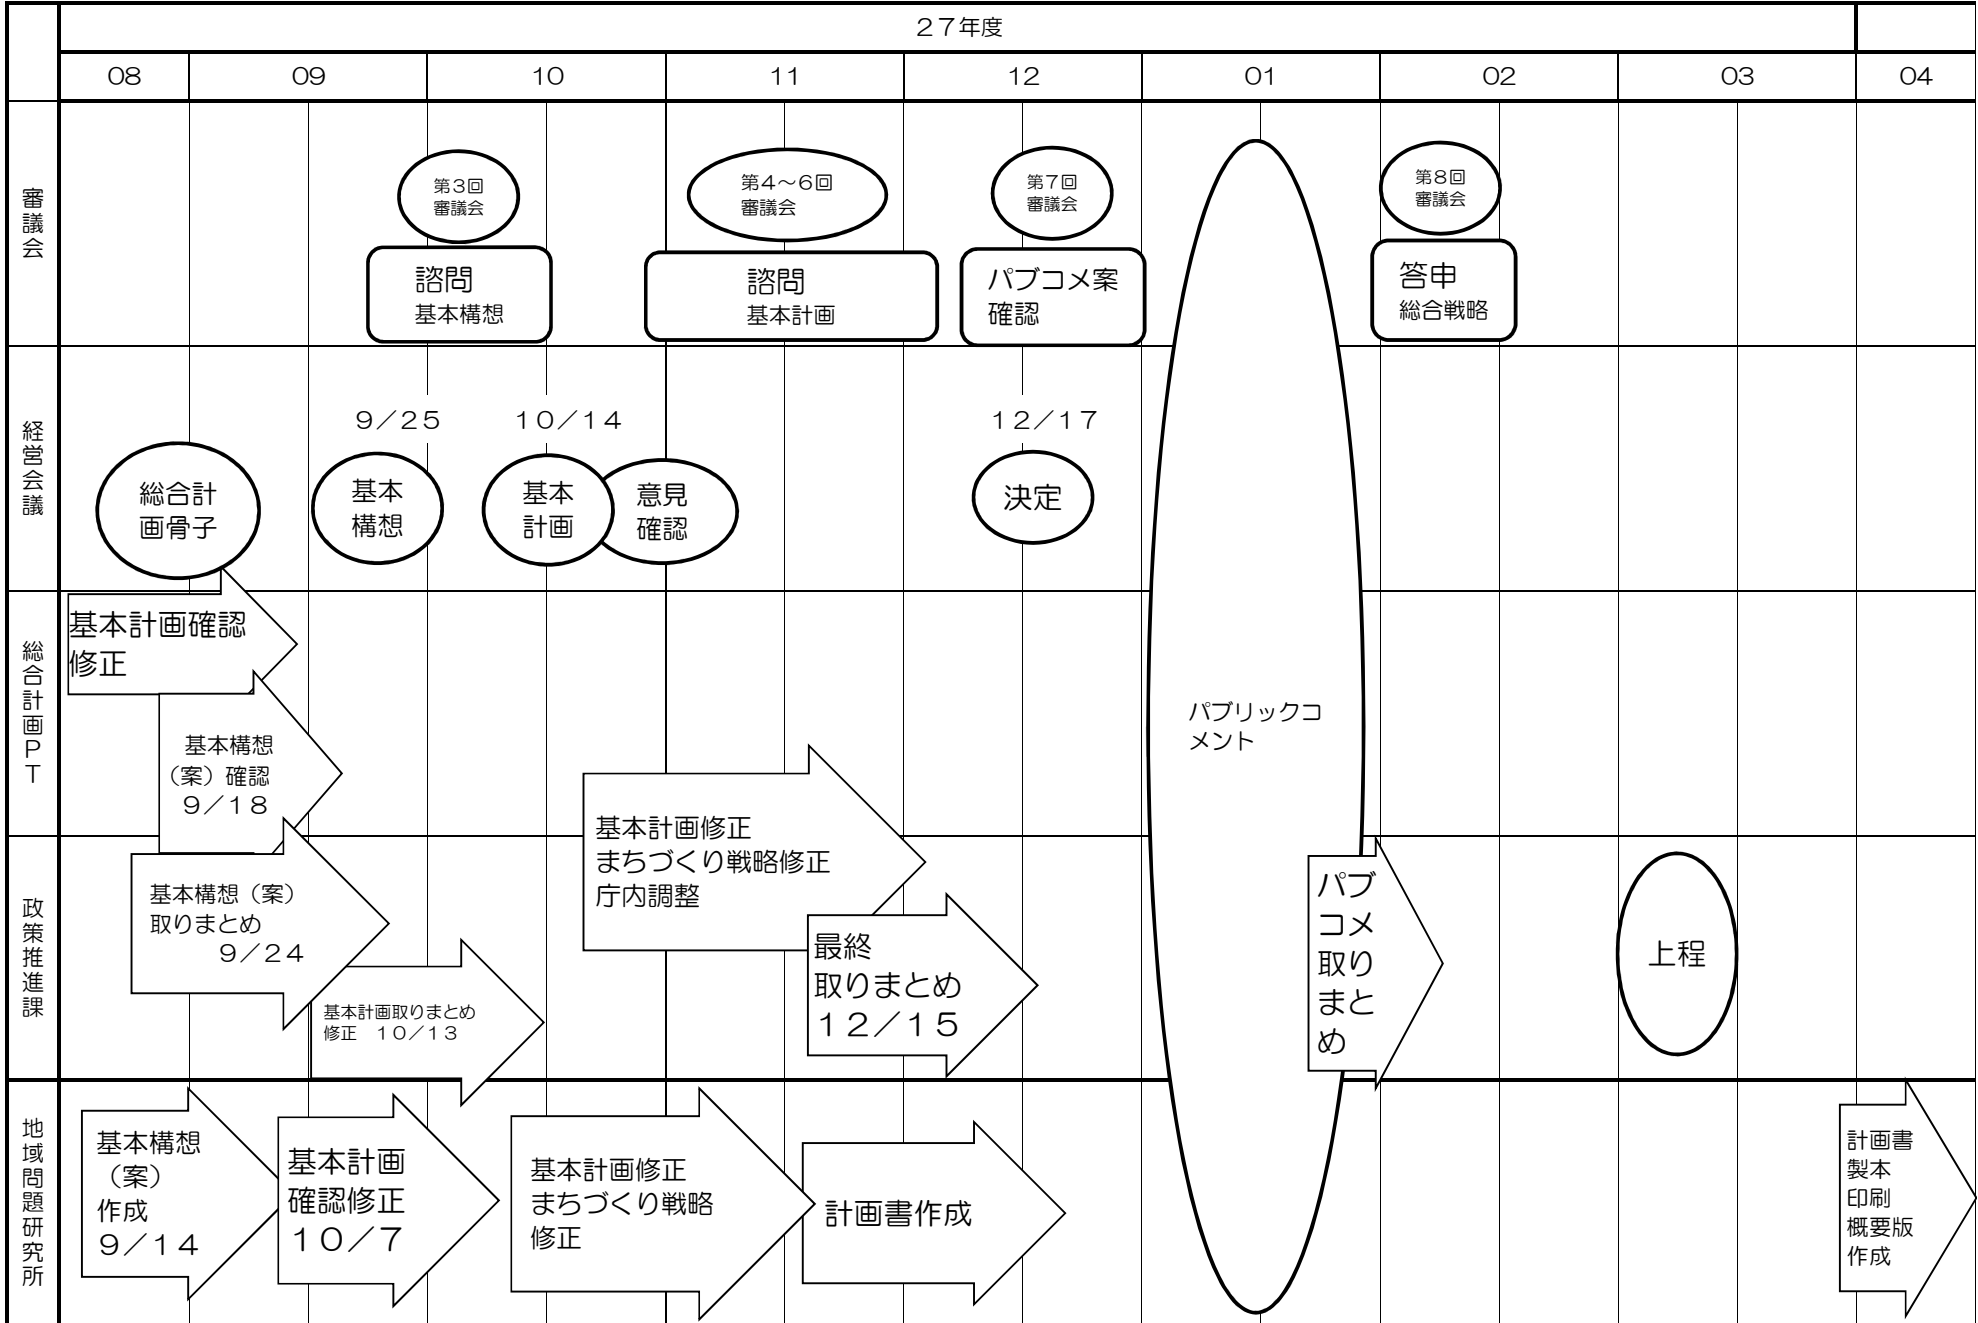 ２７年度
08
09
10
11
12
01
02
03
04
審議会
第３回
審議会
諮問
基本構想
第４～６回
審議会
諮問
基本計画
第７回
審議会
パブコメ案
確認
第８回
審議会
答申
総合戦略
経営会議
総合計
画骨子
９／２５
基本
構想
１０／１４
基本
計画
意見
確認
１２／１７
決定
総合計画ＰＴ
基本計画確認
修正
基本構想
（案）確認
９／１８
基本計画修正
まちづくり戦略修正
庁内調整
パブリックコ
メント
政策推進課
基本構想（案）
取りまとめ
９／２４
基本計画取りまとめ
修正　１０／１３
最終
取りまとめ
１２／１５
パブ
コメ
取り
まと
め
上程
地域問題研究所
基本構想
（案）
作成
９／１４
基本計画
確認修正
１０／７
基本計画修正
まちづくり戦略
修正
計画書作成
計画書
製本
印刷
概要版
作成